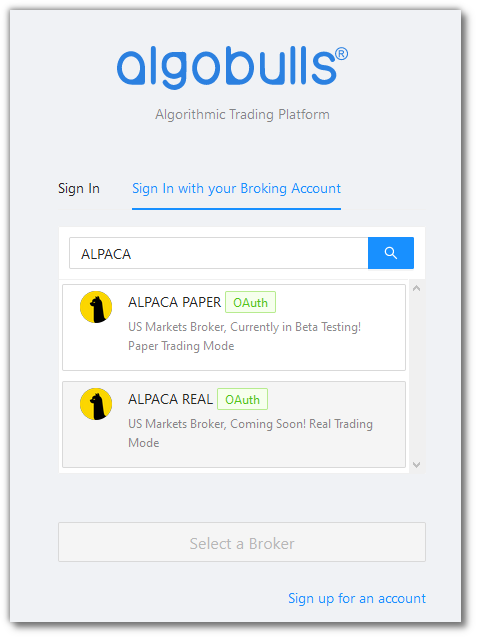 algobulls®
Algorithmic Trading Platform
Sign In Sign In with your Broking Account
ALPACA
ALPACA PAPER OAuth
US Markets Broker, Currently in Beta Testing!
Paper Trading Mode
ALPACA REAL OAuth
US Markets Broker, Coming Soon! Real Trading
Mode
Select a Broker
Sign up for an account